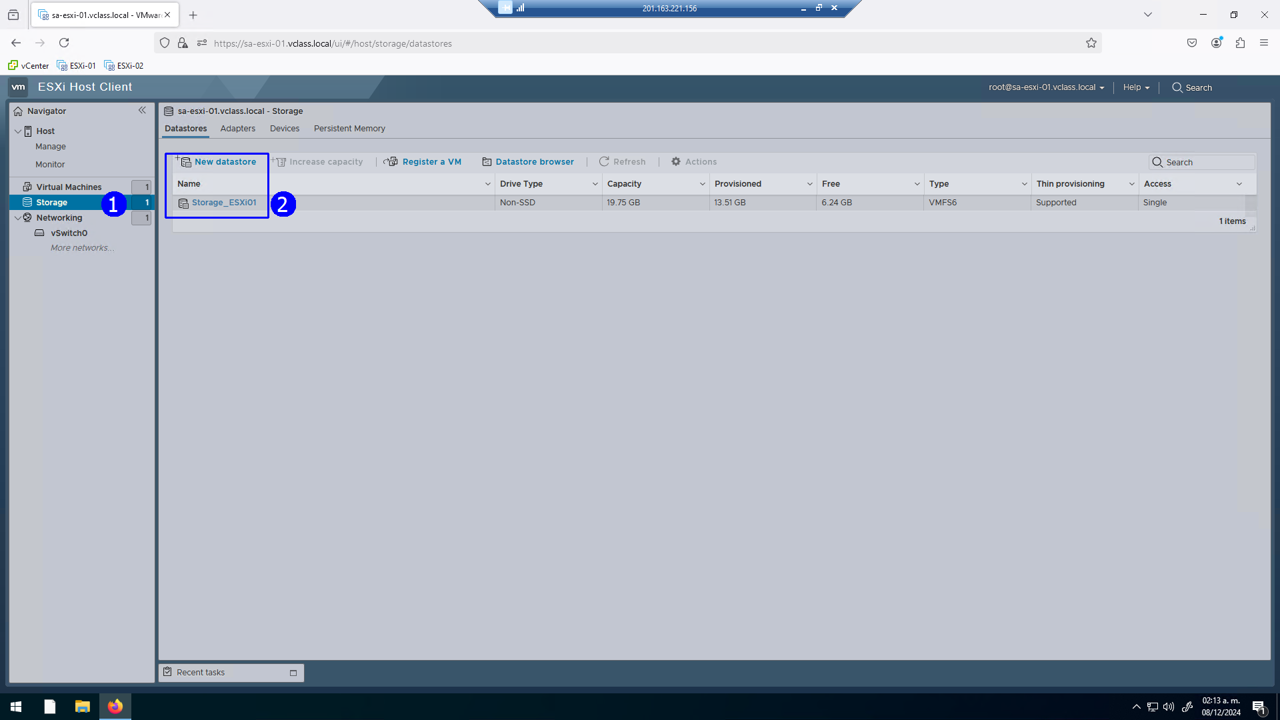 sa-esxi-01.vclass.local - VMwar
201.163.221.156
https://sa-esxi-01.vclass.local/ui/#/host/storage/datastores
vCenter ESXi-01 ESXi-02
vm ESXi Host Client root@sa-esxi-01.vclass.local Help Search
Navigator
Host
Manage
Monitor
Virtual Machines 1
Storage 1 1
Networking 1
vSwitch0
More networks...
sa-esxi-01.vclass.local - Storage
Datastores Adapters Devices Persistent Memory
New datastore Increase capacity Register a VM Datastore browser Refresh Actions Search
Name Drive Type Capacity Provisioned Free Type Thin provisioning Access
Storage_ESXi01 2 Non-SSD 19.75 GB 13.51 GB 6.24 GB VMFS6 Supported Single
1 items
Recent tasks
02:13 a. m.
08/12/2024
1